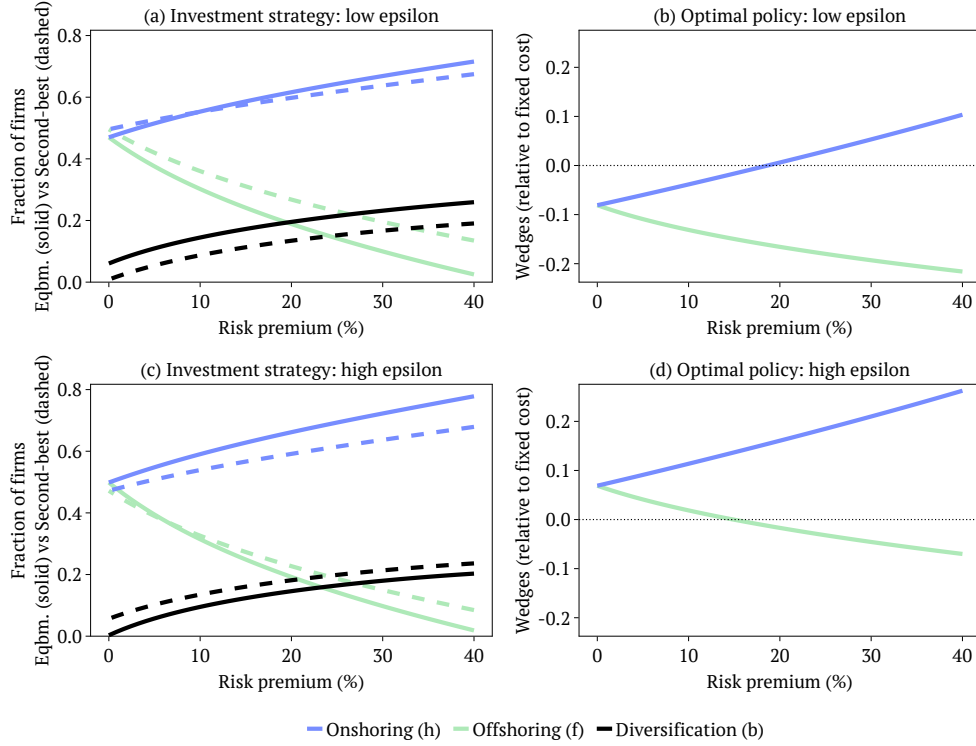 (a) Investment strategy: low epsilon
Fraction of firms
Eqbm. (solid) vs Second-best (dashed)
0.8
0.6
0.4
0.2
0.0
0
10
20
30
40
Risk premium (%)
(b) Optimal policy: low epsilon
Wedges (relative to fixed cost)
0.2
0.1
0.0
-0.1
-0.2
0
10
20
30
40
Risk premium (%)
(c) Investment strategy: high epsilon
Fraction of firms
Eqbm. (solid) vs Second-best (dashed)
0.8
0.6
0.4
0.2
0.0
0
10
20
30
40
Risk premium (%)
(d) Optimal policy: high epsilon
Wedges (relative to fixed cost)
0.2
0.1
0.0
-0.1
-0.2
0
10
20
30
40
Risk premium (%)
Onshoring (h)
Offshoring (f)
Diversification (b)